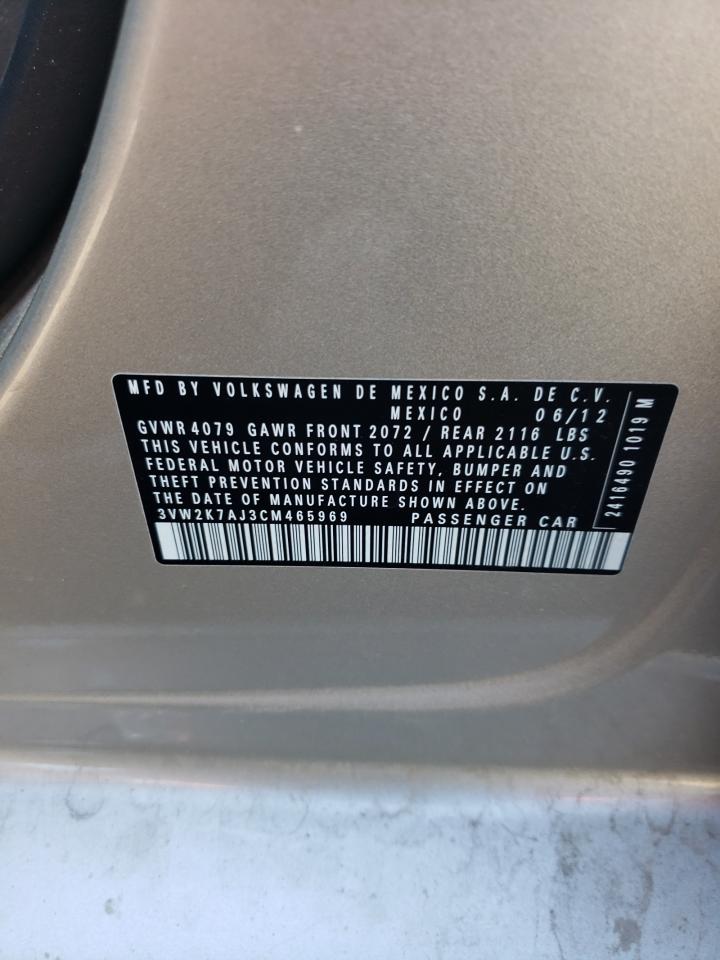 MFD BY VOLKSWAGEN DE MEXICO S.A. DE C.V.
MEXICO 06/12
GVWR 4079 GAWR FRONT 2072 / REAR 2116 LBS
THIS VEHICLE CONFORMS TO ALL APPLICABLE U.S.
FEDERAL MOTOR VEHICLE SAFETY, BUMPER AND
THEFT PREVENTION STANDARDS IN EFFECT ON
THE DATE OF MANUFACTURE SHOWN ABOVE.
3VW2K7AJ3CM465969 PASSENGER CAR
2416490 1019 M